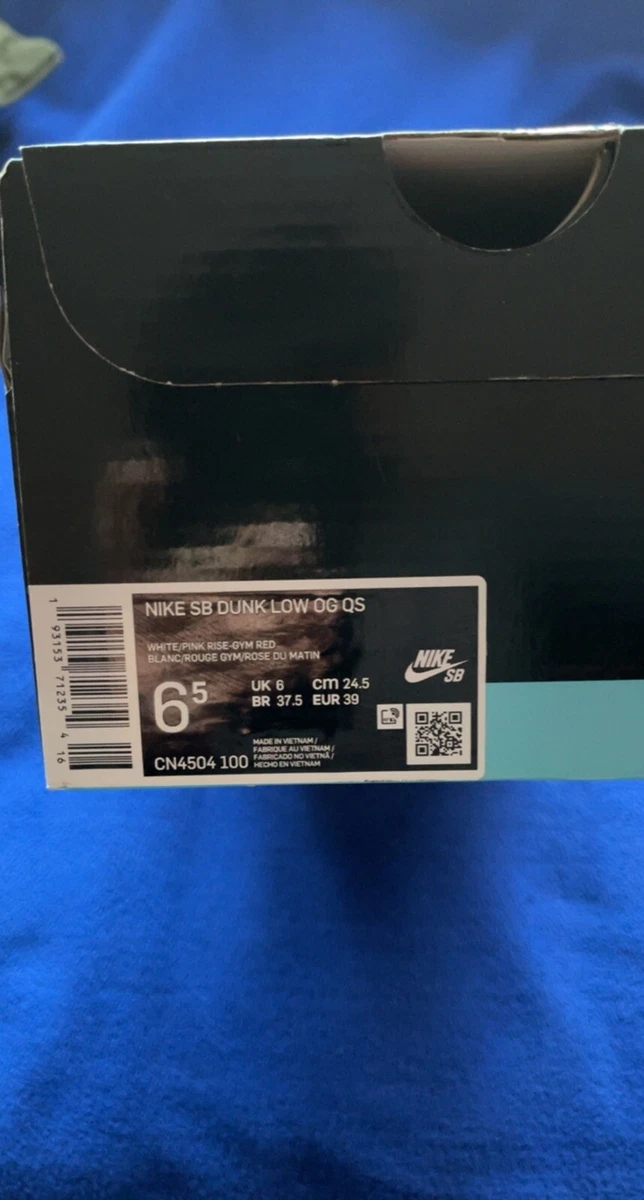 NIKE SB DUNK LOW OG QS
WHITE/PINK RISE-GYM RED
BLANC/ROUGE GYM/ROSE DU MATIN
65
UK 6 cm 24.5
BR 37.5 EUR 39
CN4504 100
MADE IN VIETNAM /
FABRIQUE AU VIETNAM /
FABRICADO NO VIETNÃ /
HECHO EN VIETNAM
NIKE
SB
1 93153 71235 4 16